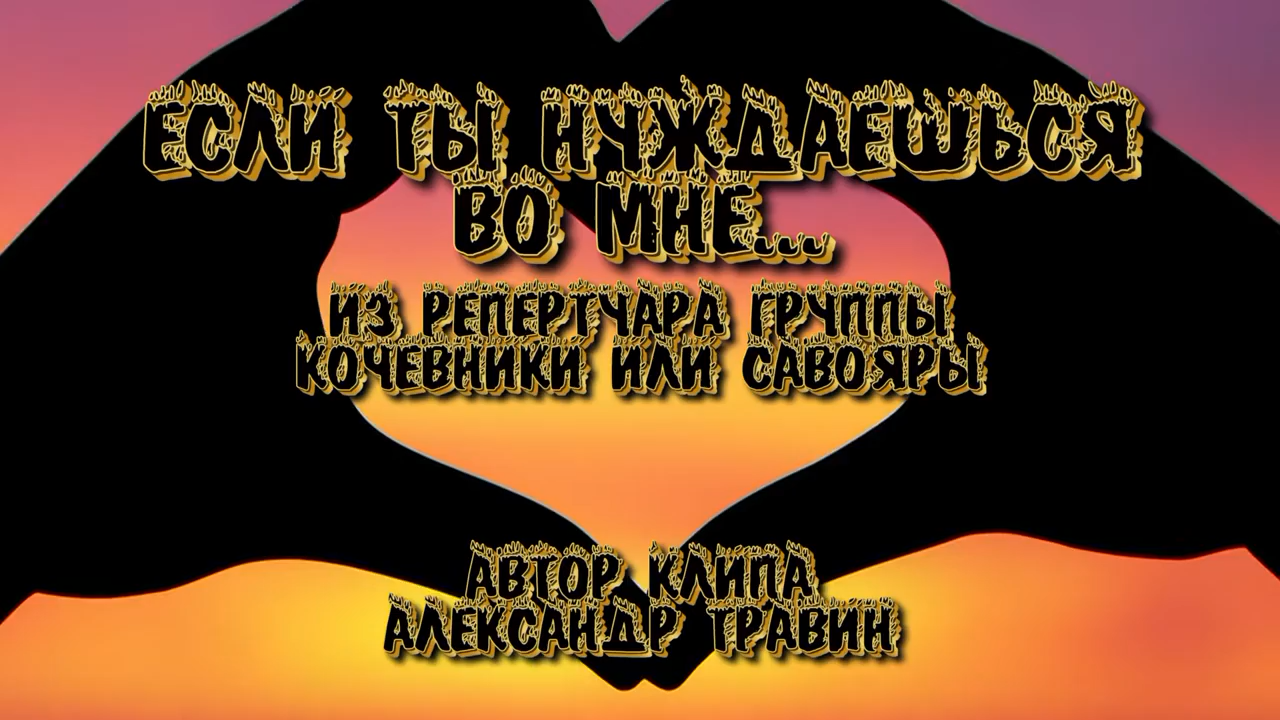 ЕСЛИ ТЫ НУЖДАЕШЬСЯ
ВО МНЕ...
ИЗ РЕПЕРТУАРА ГРУППЫ
КОЧЕВНИКИ ИЛИ САВОЯРЫ
АВТОР КЛИПА
АЛЕКСАНДР ТРАВИН